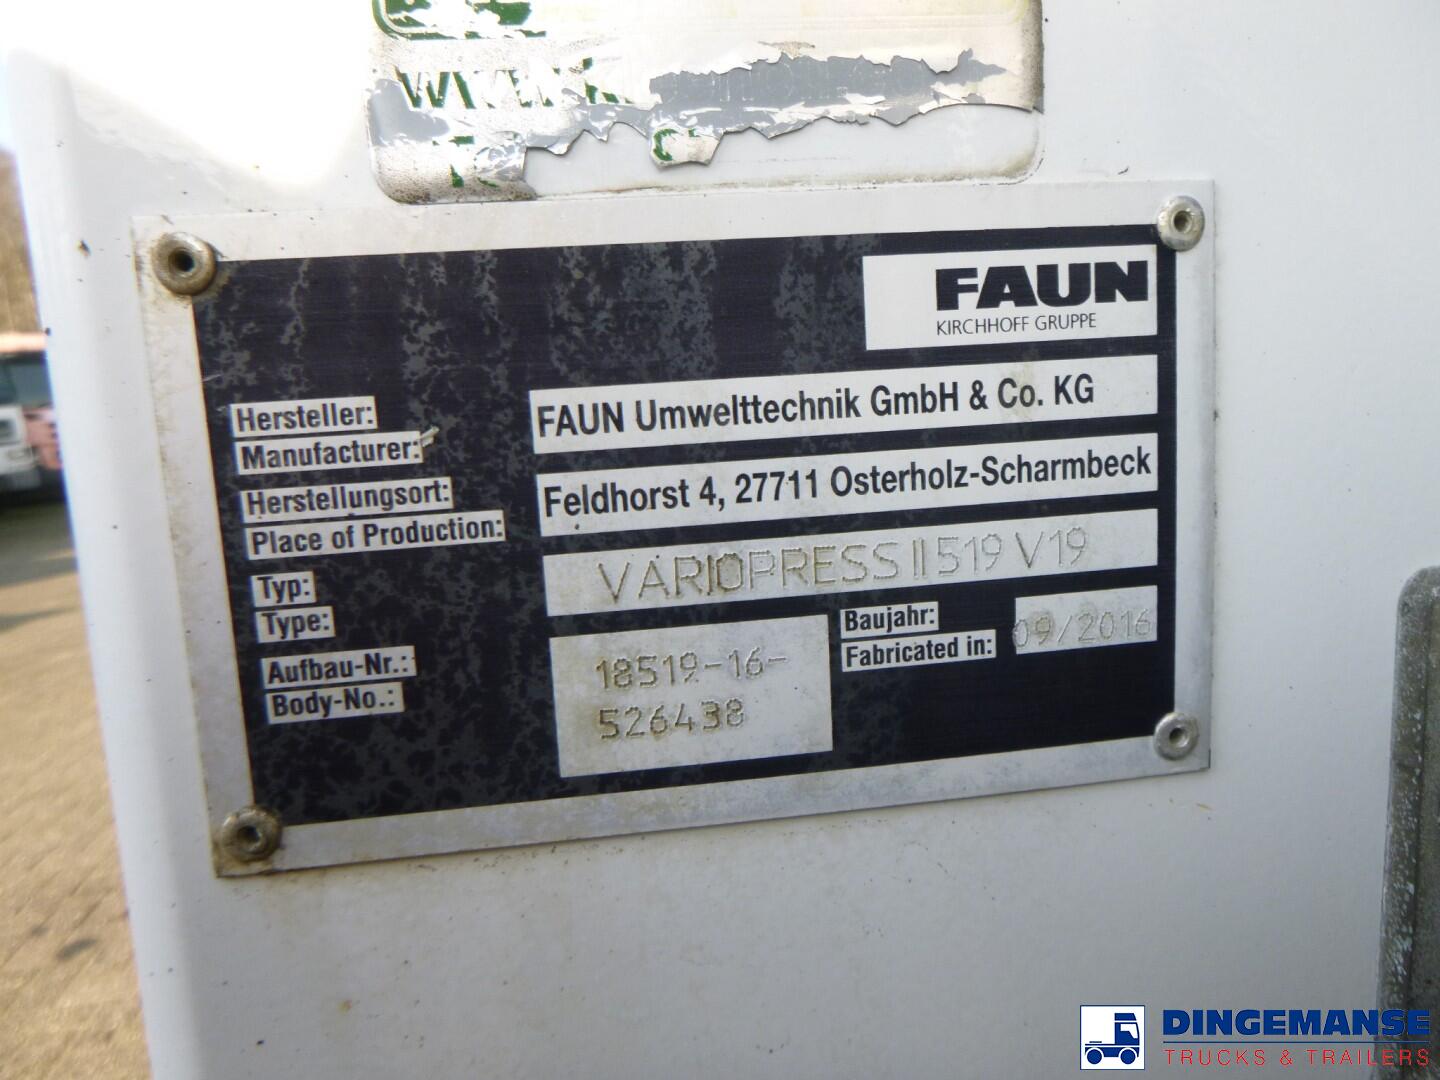 WWW.
FAUN
KIRCHHOFF GRUPPE
Hersteller:
Manufacturer:
FAUN Umwelttechnik GmbH & Co. KG
Herstellungsort:
Place of Production:
Feldhorst 4, 27711 Osterholz-Scharmbeck
Typ:
Type:
VARIOPRESS II 519 V19
Aufbau-Nr.:
Body-No.:
18519-16-
526438
Baujahr:
Fabricated in:
09/2016
DINGEMANSE
TRUCKS & TRAILERS